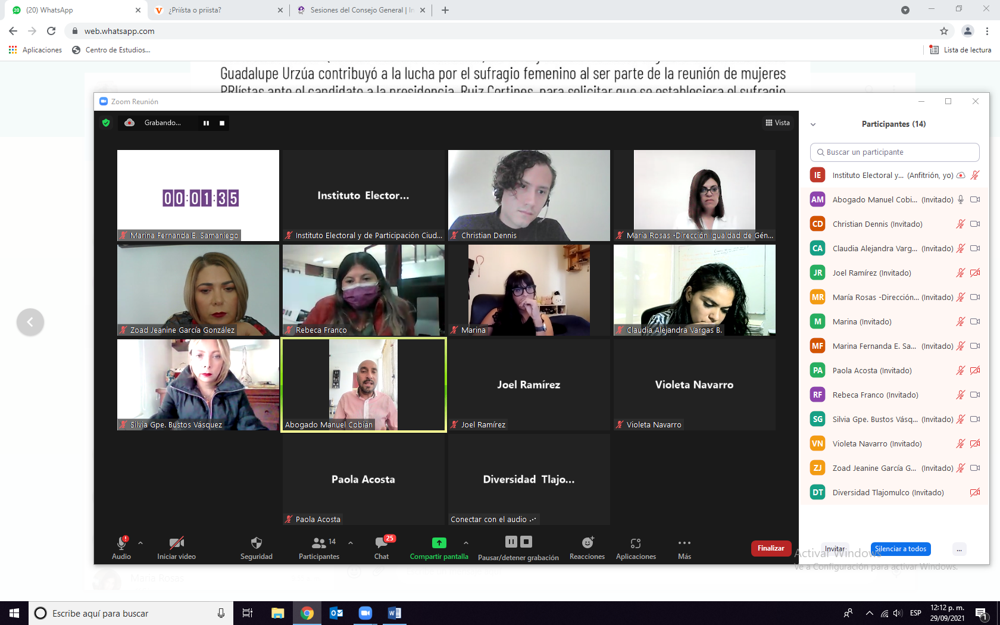 (20) WhatsApp
¿Priísta o priista?
Sesiones del Consejo General | In
web.whatsapp.com
Aplicaciones
Centro de Estudios...
Lista de lectura
Guadalupe Urzúa contribuyó a la lucha por el sufragio femenino al ser parte de la reunión de mujeres
PRIístas ante el candidato a la presidencia, Ruiz Cortines, para solicitar que se estableciera el sufragio
Zoom Reunión
Grabando...
Vista
00:01:35
Marina Fernanda E. Samaniego
Instituto Elector...
Instituto Electoral y de Participación Ciud...
Christian Dennis
María Rosas -Dirección Igualdad de Gén...
Zoad Jeanine García González
Rebeca Franco
Marina
Claudia Alejandra Vargas B.
Silvia Gpe. Bustos Vásquez
Abogado Manuel Cobián
Joel Ramírez
Joel Ramírez
Violeta Navarro
Violeta Navarro
Paola Acosta
Paola Acosta
Diversidad Tlajo...
Conectar con el audio
Participantes (14)
Buscar un participante
IE Instituto Electoral y... (Anfitrión, yo)
AM Abogado Manuel Cobi... (Invitado)
CD Christian Dennis (Invitado)
CA Claudia Alejandra Varg... (Invitado)
JR Joel Ramírez (Invitado)
MR María Rosas -Dirección... (Invitado)
M Marina (Invitado)
MF Marina Fernanda E. Sa... (Invitado)
PA Paola Acosta (Invitado)
RF Rebeca Franco (Invitado)
SG Silvia Gpe. Bustos Vásq... (Invitado)
VN Violeta Navarro (Invitado)
ZJ Zoad Jeanine García G... (Invitado)
DT Diversidad Tlajomulco (Invitado)
Invitar
Silenciar a todos
...
Audio
Iniciar video
Seguridad
14
Participantes
25
Chat
Compartir pantalla
Pausar/detener grabación
Reacciones
Aplicaciones
Más
Finalizar
Activar Windows
Ve a Configuración para activar Windows.
María Rosas
Escribe aquí para buscar
ESP
12:12 p. m.
29/09/2021
1